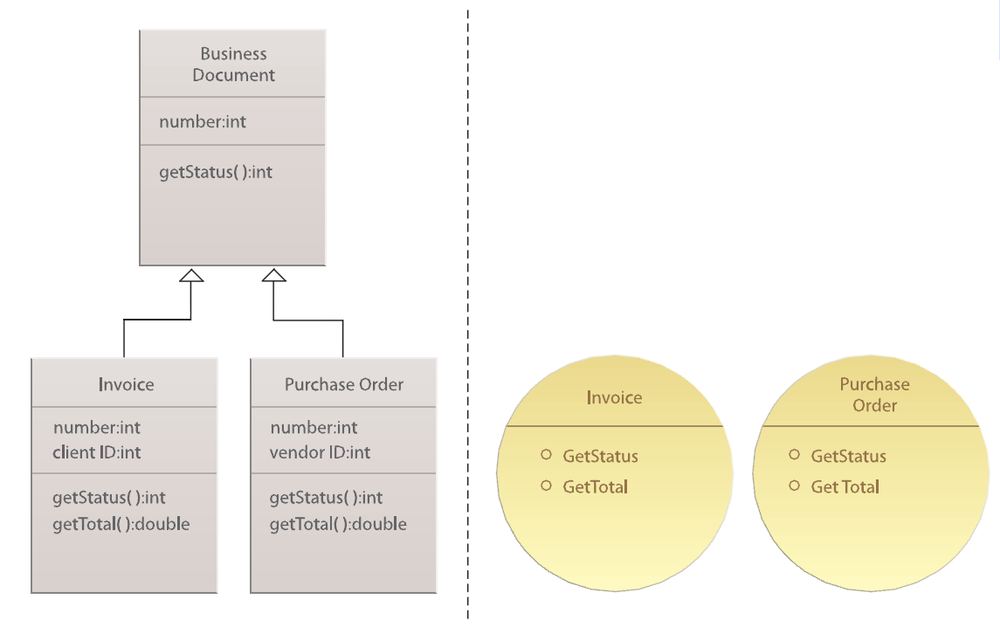 Business
Document
number:int
getStatus( ):int
Invoice
number:int
client ID:int
getStatus( ):int
getTotal( ):double
Purchase Order
number:int
vendor ID:int
getStatus( ):int
getTotal( ):double
Invoice
GetStatus
GetTotal
Purchase
Order
GetStatus
Get Total